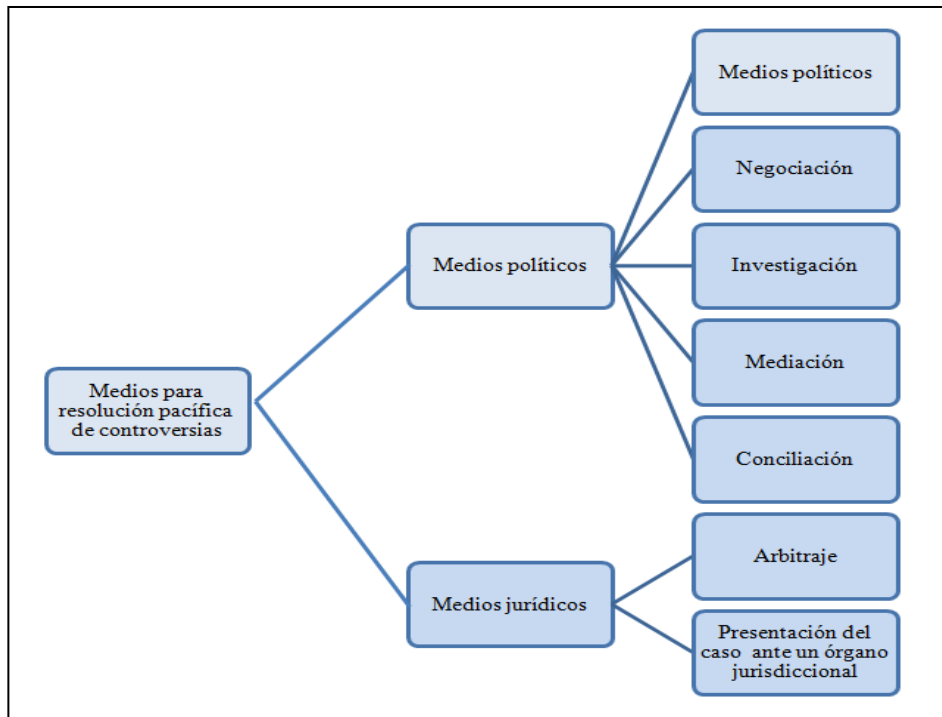 Medios para
resolución pacífica
de controversias
Medios políticos
Medios políticos
Negociación
Investigación
Mediación
Conciliación
Medios jurídicos
Arbitraje
Presentación del
caso ante un órgano
jurisdiccional